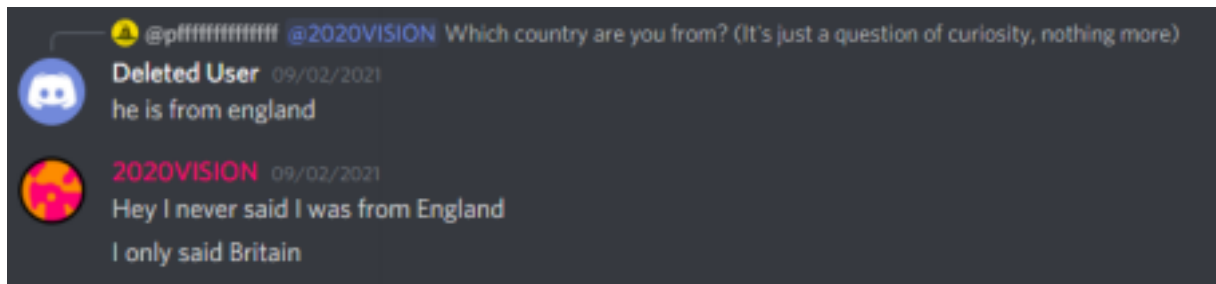 @pffffffffffffff @2020VISION Which country are you from? (It's just a question of curiosity, nothing more)
Deleted User 09/02/2021
he is from england
2020VISION 09/02/2021
Hey I never said I was from England
I only said Britain